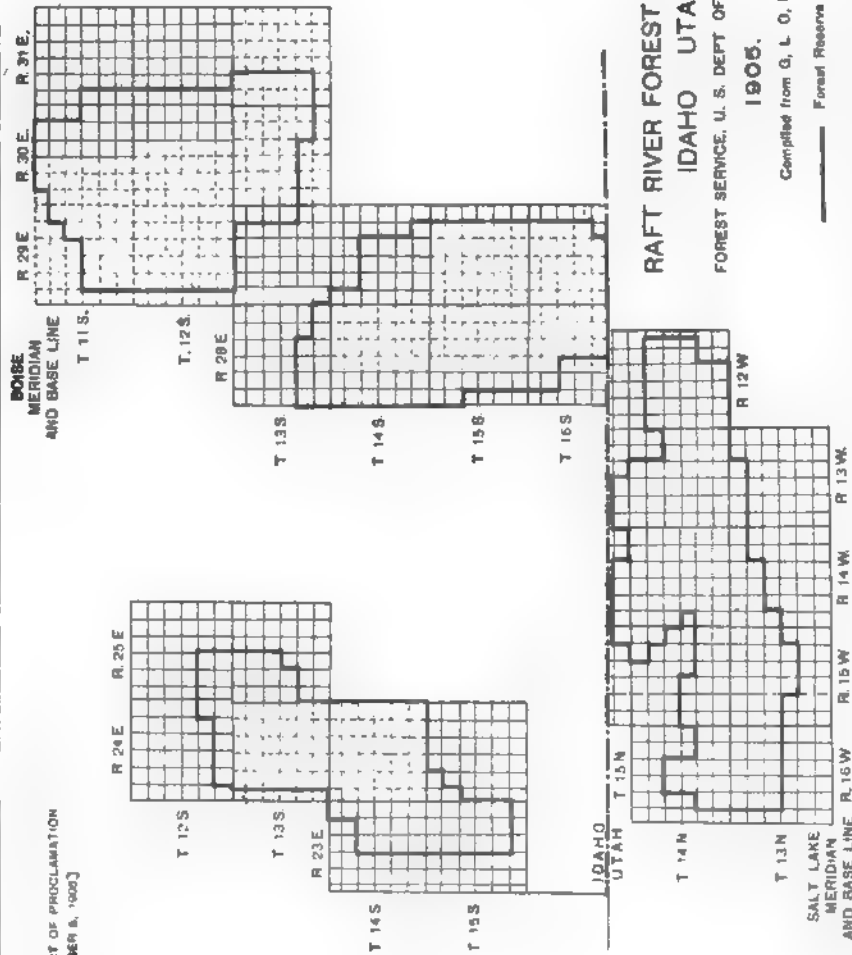 BOISE
MERIDIAN
AND BASE LINE
R 29 E
R. 30 E.
R. 31 E.
T 11 S.
T. 12 S.
R 28 E
T 13 S.
T 14 S.
T 15 S
T 16 S.
T OF PROCLAMATION
R 24 E
R. 25 E
T 12 S
T 13 S.
R 23 E
T 14 S
T 15 S
IDAHO
UTAH
T 15 N
T 14 N
T 13 N
SALT LAKE
MERIDIAN
AND BASE LINE
R. 16 W
R. 15 W
R 14 W.
R 13 W.
R 12 W
RAFT RIVER FOREST
IDAHO UTA
FOREST SERVICE, U. S. DEPT OF
1906.
Compiled from G. L. O.
Forest Reserve